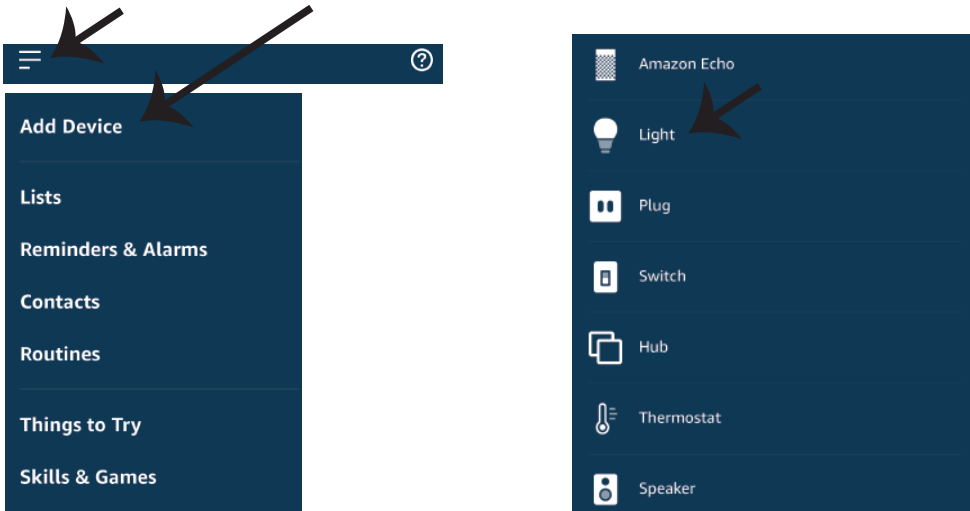 Add Device
Lists
Reminders & Alarms
Contacts
Routines
Things to Try
Skills & Games
Amazon Echo
Light
Plug
Switch
Hub
Thermostat
Speaker